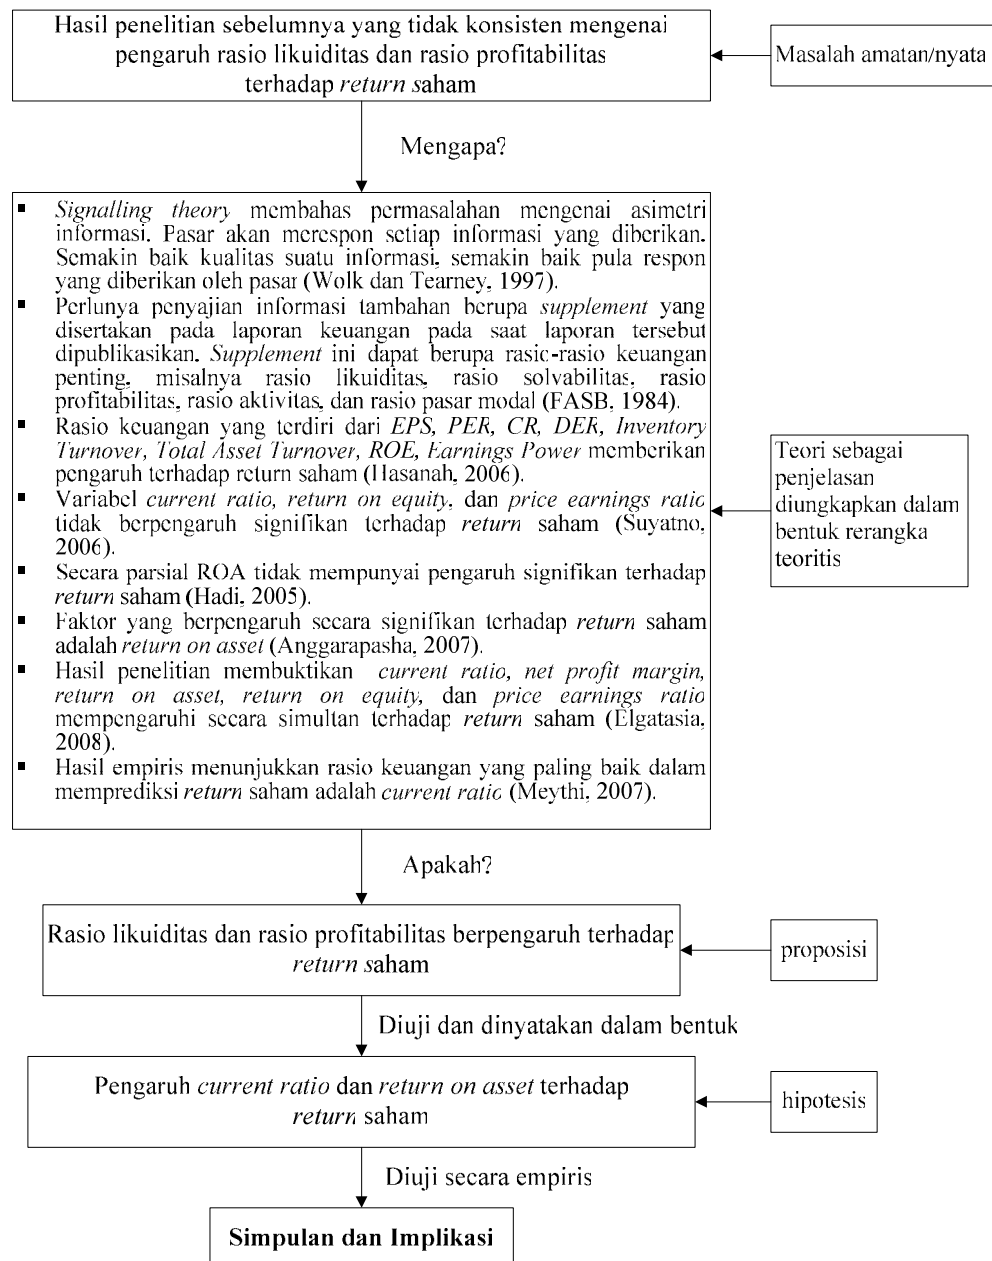 Hasil penelitian sebelumnya yang tidak konsisten mengenai
pengaruh rasio likuiditas dan rasio profitabilitas
terhadap return saham
Masalah amatan/nyata
Mengapa?
▪ Signalling theory membahas permasalahan mengenai asimetri
informasi. Pasar akan merespon setiap informasi yang diberikan.
Semakin baik kualitas suatu informasi, semakin baik pula respon
yang diberikan oleh pasar (Wolk dan Tearney, 1997).
▪ Perlunya penyajian informasi tambahan berupa supplement yang
disertakan pada laporan keuangan pada saat laporan tersebut
dipublikasikan. Supplement ini dapat berupa rasio-rasio keuangan
penting, misalnya rasio likuiditas, rasio solvabilitas, rasio
profitabilitas, rasio aktivitas, dan rasio pasar modal (FASB, 1984).
▪ Rasio keuangan yang terdiri dari EPS, PER, CR, DER, Inventory
Turnover, Total Asset Turnover, ROE, Earnings Power memberikan
pengaruh terhadap return saham (Hasanah, 2006).
▪ Variabel current ratio, return on equity, dan price earnings ratio
tidak berpengaruh signifikan terhadap return saham (Suyatno,
2006).
▪ Secara parsial ROA tidak mempunyai pengaruh signifikan terhadap
return saham (Hadi, 2005).
▪ Faktor yang berpengaruh secara signifikan terhadap return saham
adalah return on asset (Anggarapasha, 2007).
▪ Hasil penelitian membuktikan current ratio, net profit margin,
return on asset, return on equity, dan price earnings ratio
mempengaruhi secara simultan terhadap return saham (Elgatasia,
2008).
▪ Hasil empiris menunjukkan rasio keuangan yang paling baik dalam
memprediksi return saham adalah current ratio (Meythi, 2007).
Teori sebagai
penjelasan
diungkapkan dalam
bentuk rerangka
teoritis
Apakah?
Rasio likuiditas dan rasio profitabilitas berpengaruh terhadap
return saham
proposisi
Diuji dan dinyatakan dalam bentuk
Pengaruh current ratio dan return on asset terhadap
return saham
hipotesis
Diuji secara empiris
Simpulan dan Implikasi